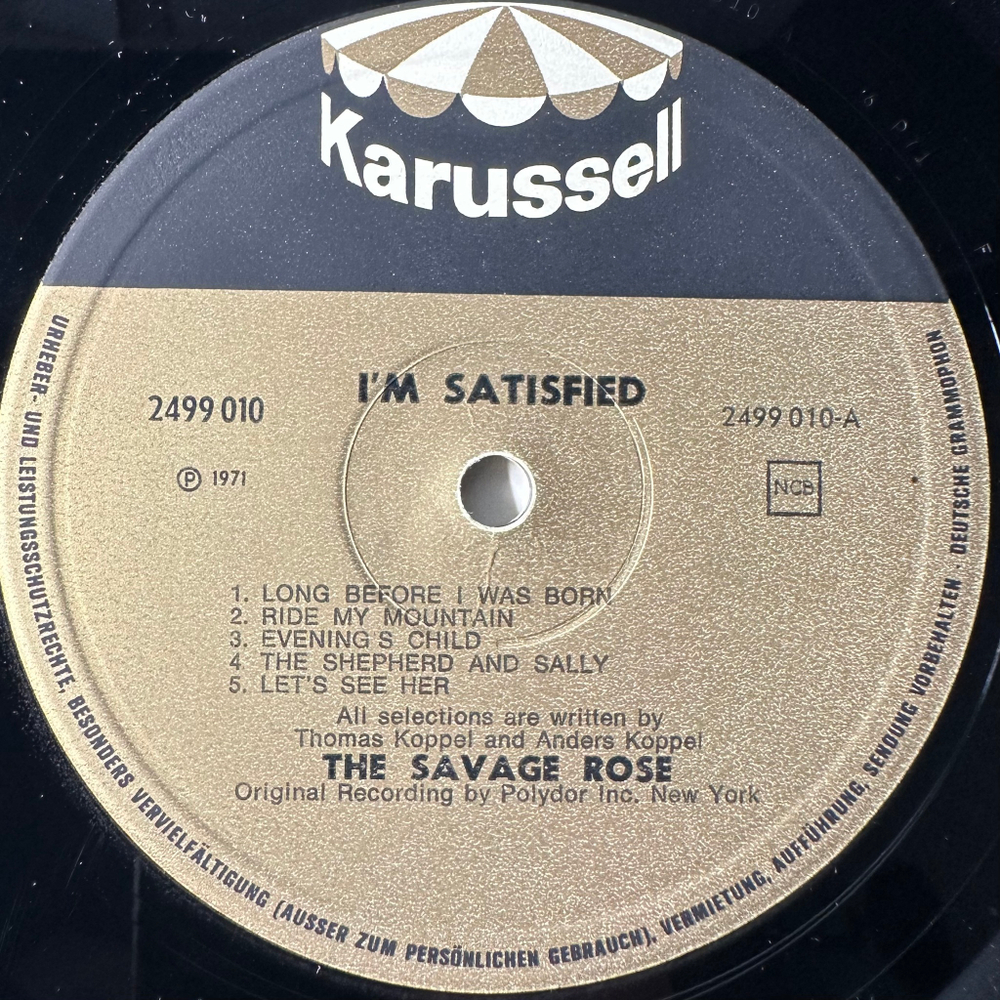 Karussell
I'M SATISFIED
2499 010
2499 010-A
Ⓟ 1971
NCB
1. LONG BEFORE I WAS BORN
2. RIDE MY MOUNTAIN
3. EVENING S CHILD
4 THE SHEPHERD AND SALLY
5. LET'S SEE HER
All selections are written by
Thomas Koppel and Anders Koppel
THE SAVAGE ROSE
Original Recording by Polydor Inc. New York
URHEBER- UND LEISTUNGSSCHUTZRECHTE, BESONDERS VERVIELFÄLTIGUNG (AUSSER ZUM PERSÖNLICHEN GEBRAUCH), VERMIETUNG, AUFFÜHRUNG, SENDUNG VORBEHALTEN · DEUTSCHE GRAMMOPHON